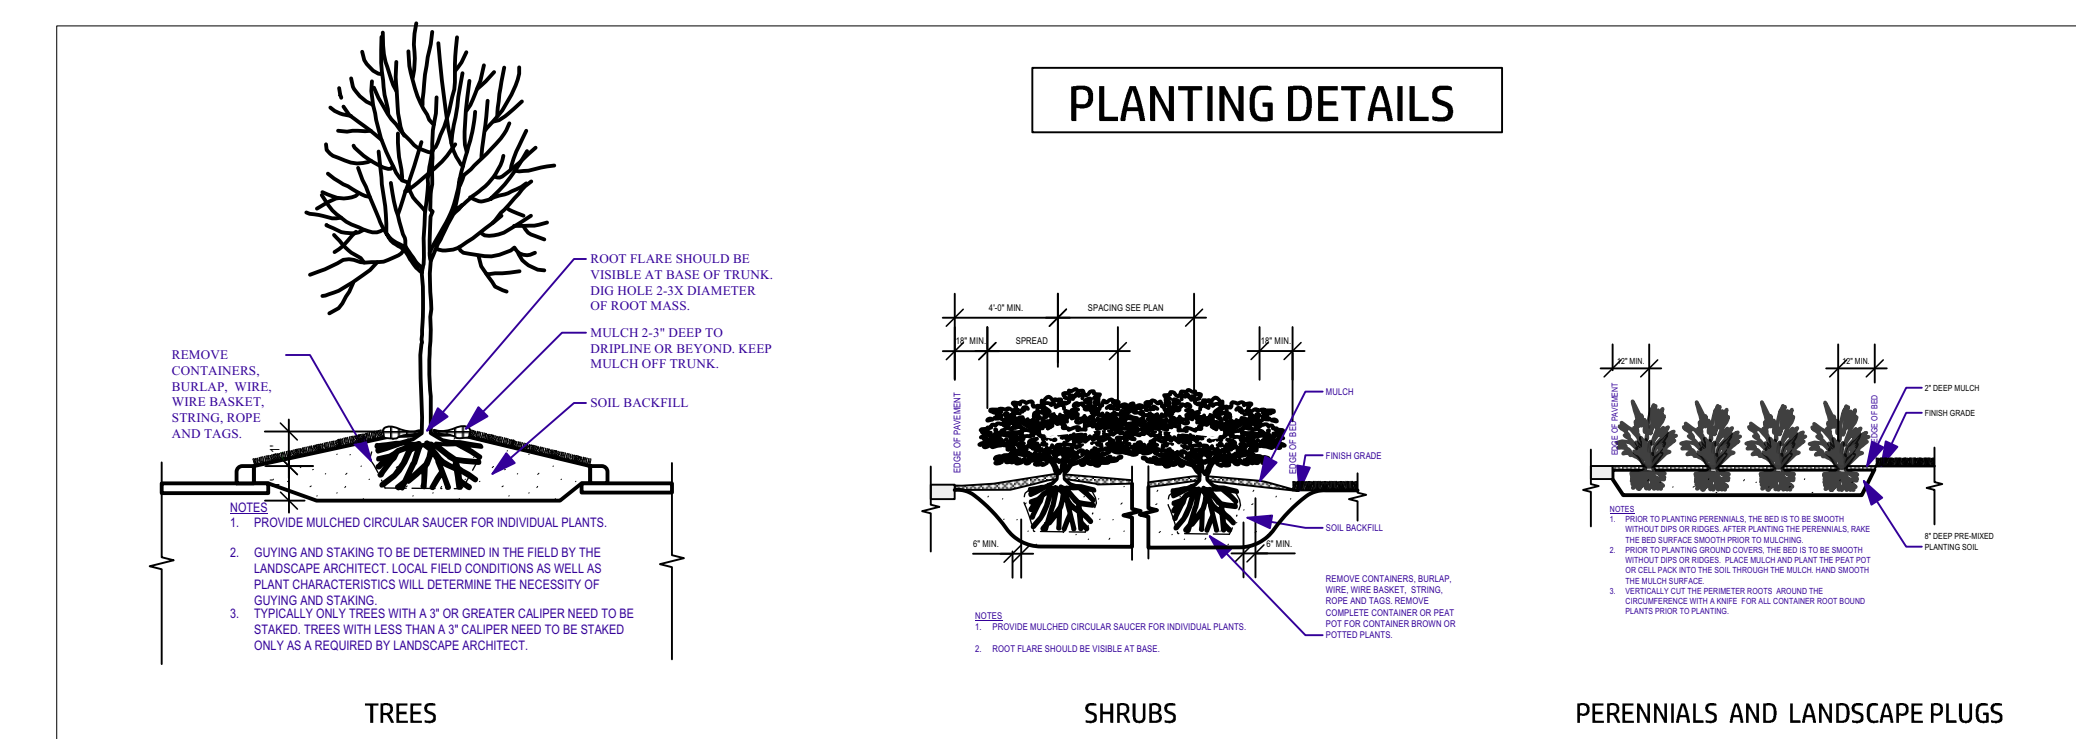 PLANTING DETAILS
ROOT FLARE SHOULD BE
VISIBLE AT BASE OF TRUNK.
DIG HOLE 2-3X DIAMETER
OF ROOT MASS.
MULCH 2-3" DEEP TO
DRIPLINE OR BEYOND. KEEP
MULCH OFF TRUNK.
SOIL BACKFILL
REMOVE
CONTAINERS,
BURLAP, WIRE,
WIRE BASKET,
STRING, ROPE
AND TAGS.
NOTES
1. PROVIDE MULCHED CIRCULAR SAUCER FOR INDIVIDUAL PLANTS.
2. GUYING AND STAKING TO BE DETERMINED IN THE FIELD BY THE
LANDSCAPE ARCHITECT. LOCAL FIELD CONDITIONS AS WELL AS
PLANT CHARACTERISTICS WILL DETERMINE THE NECESSITY OF
GUYING AND STAKING.
3. TYPICALLY ONLY TREES WITH A 3" OR GREATER CALIPER NEED TO BE
STAKED. TREES WITH LESS THAN A 3" CALIPER NEED TO BE STAKED
ONLY AS A REQUIRED BY LANDSCAPE ARCHITECT.
TREES
4'-0" MIN.
SPACING SEE PLAN
18" MIN.
SPREAD
18" MIN.
EDGE OF PAVEMENT
EDGE OF BED
MULCH
FINISH GRADE
SOIL BACKFILL
6" MIN.
6" MIN.
REMOVE CONTAINERS, BURLAP,
WIRE, WIRE BASKET, STRING,
ROPE AND TAGS. REMOVE
COMPLETE CONTAINER OR PEAT
POT FOR CONTAINER BROWN OR
POTTED PLANTS.
NOTES
1. PROVIDE MULCHED CIRCULAR SAUCER FOR INDIVIDUAL PLANTS.
2. ROOT FLARE SHOULD BE VISIBLE AT BASE.
SHRUBS
12" MIN.
12" MIN.
EDGE OF PAVEMENT
EDGE OF BED
2" DEEP MULCH
FINISH GRADE
8" DEEP PRE-MIXED
PLANTING SOIL
NOTES
1. PRIOR TO PLANTING PERENNIALS, THE BED IS TO BE SMOOTH
WITHOUT DIPS OR RIDGES. AFTER PLANTING THE PERENNIALS, RAKE
THE BED SURFACE SMOOTH PRIOR TO MULCHING.
2. PRIOR TO PLANTING GROUND COVERS, THE BED IS TO BE SMOOTH
WITHOUT DIPS OR RIDGES. PLACE MULCH AND PLANT THE PEAT POT
OR CELL PACK INTO THE SOIL THROUGH THE MULCH. HAND SMOOTH
THE MULCH SURFACE.
3. VERTICALLY CUT THE PERIMETER ROOTS AROUND THE
CIRCUMFERENCE WITH A KNIFE FOR ALL CONTAINER ROOT BOUND
PLANTS PRIOR TO PLANTING.
PERENNIALS AND LANDSCAPE PLUGS